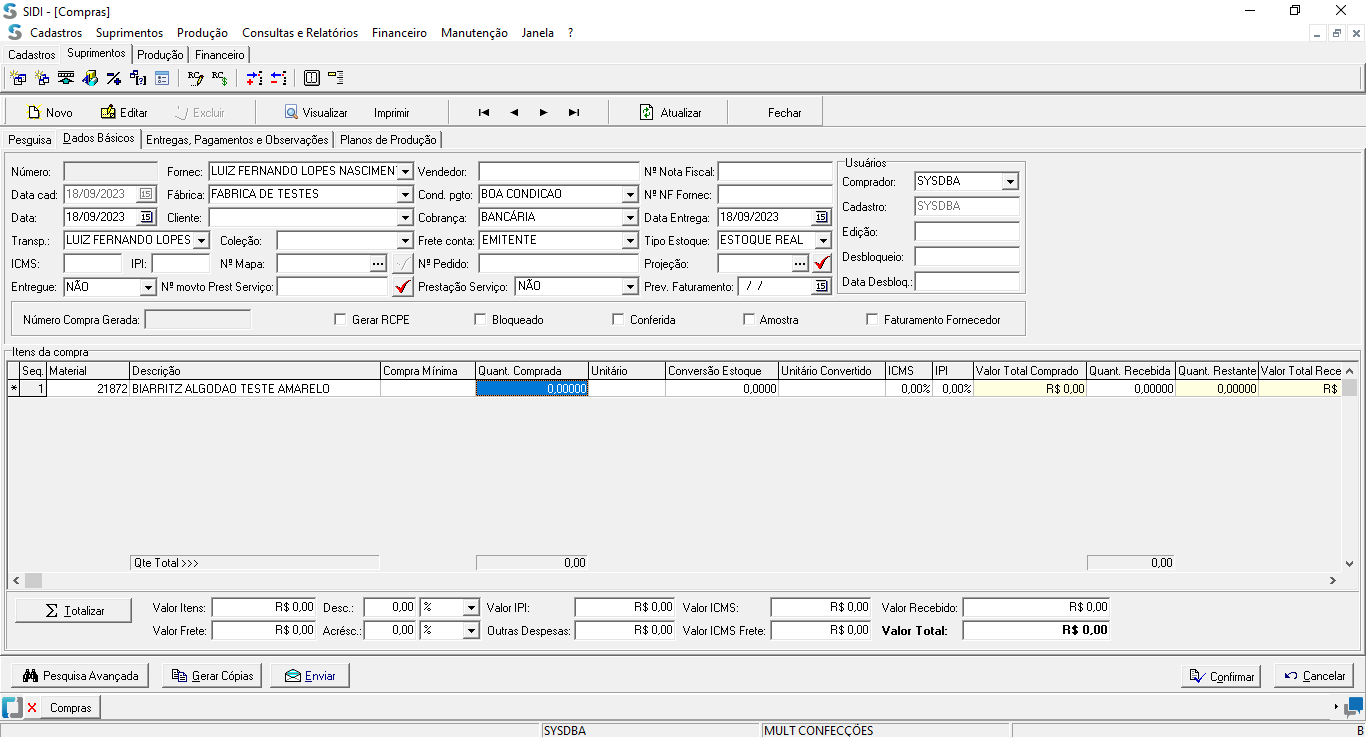 SIDI - [Compras]
Cadastros Suprimentos Produção Consultas e Relatórios Financeiro Manutenção Janela ?
Cadastros Suprimentos Produção Financeiro
Novo Editar Excluir Visualizar Imprimir Atualizar Fechar
Pesquisa Dados Básicos Entregas, Pagamentos e Observações Planos de Produção
Usuários
Número: Fornec: LUIZ FERNANDO LOPES NASCIMEN Vendedor: Nº Nota Fiscal: Comprador: SYSDBA
Data cad: 18/09/2023 15 Fábrica: FABRICA DE TESTES Cond. pgto: BOA CONDICAO Nº NF Fornec: Cadastro: SYSDBA
Data: 18/09/2023 15 Cliente: Cobrança: BANCÁRIA Data Entrega: 18/09/2023 15 Edição:
Transp.: LUIZ FERNANDO LOPES Coleção: Frete conta: EMITENTE Tipo Estoque: ESTOQUE REAL
ICMS: IPI: Nº Mapa: ... Nº Pedido: Projeção: ... Desbloqueio:
Entregue: NÃO Nº movto Prest Serviço: Prestação Serviço: NÃO Prev. Faturamento: / / 15 Data Desbloq.:
Número Compra Gerada: Gerar RCPE Bloqueado Conferida Amostra Faturamento Fornecedor
Itens da compra
Seq. Material Descrição Compra Mínima Quant. Comprada Unitário Conversão Estoque Unitário Convertido ICMS IPI Valor Total Comprado Quant. Recebida Quant. Restante Valor Total Rece
* 1 21872 BIARRITZ ALGODAO TESTE AMARELO 0,00000 0,0000 0,00% 0,00% R$ 0,00 0,00000 0,00000 R$
Qte Total >>> 0,00 0,00
Σ Totalizar Valor Itens: R$ 0,00 Desc.: 0,00 % Valor IPI: R$ 0,00 Valor ICMS: R$ 0,00 Valor Recebido: R$ 0,00
Valor Frete: R$ 0,00 Acrésc.: 0,00 % Outras Despesas: R$ 0,00 Valor ICMS Frete: R$ 0,00 Valor Total: R$ 0,00
Pesquisa Avançada Gerar Cópias Enviar Confirmar Cancelar
Compras
SYSDBA MULT CONFECÇÕES B